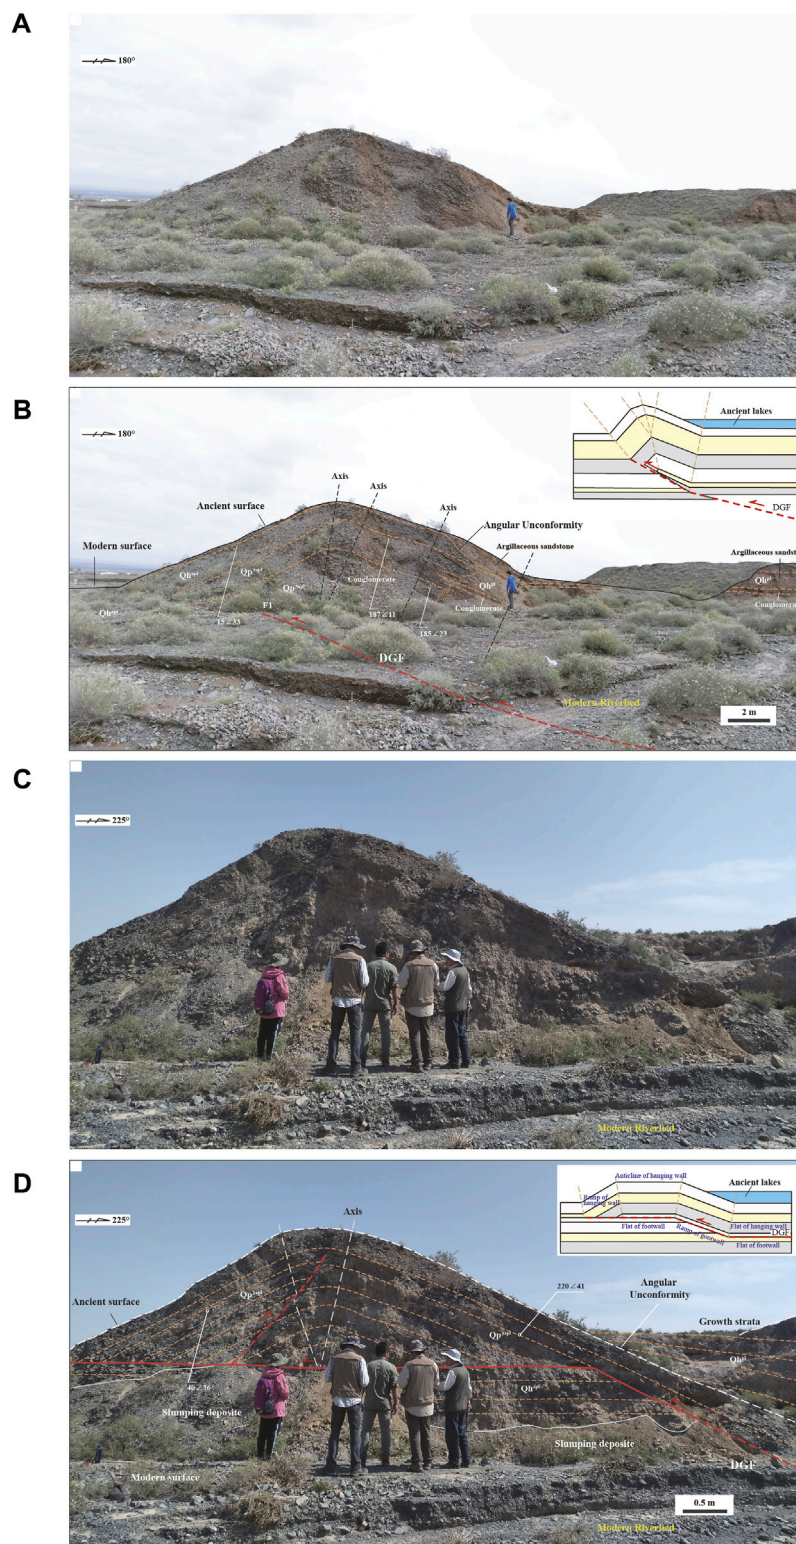 A
180°
B
180°
Ancient lakes
DGF
Axis
Axis
Axis
Ancient surface
Angular Unconformity
Modern surface
Argillaceous sandstone
Argillaceous sandst
Conglomerate
Conglomerate
Conglomera
F1
15∠33
187∠11
185∠23
DGF
Modern Riverbed
2 m
C
225°
Modern Riverbed
D
225°
Anticline of hanging wall
Ramp of
hanging wall
Ancient lakes
Flat of hanging wall
DGF
Flat of footwall
Ramp of footwall
Flat of footwall
Axis
Ancient surface
220∠41
Angular
Unconformity
Growth strata
40∠36
Slumping deposite
Slumping deposite
DGF
Modern surface
0.5 m
Modern Riverbed